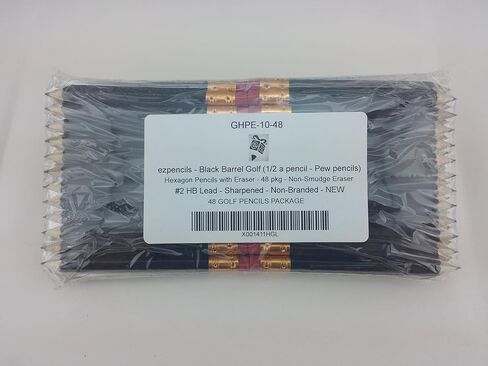 GHPE-10-48
ezpencils - Black Barrel Golf (1/2 a pencil - Pew pencils)
Hexagon Pencils with Eraser - 48 pkg - Non-Smudge Eraser
#2 HB Lead - Sharpened - Non-Branded - NEW
48 GOLF PENCILS PACKAGE
X001411HGL